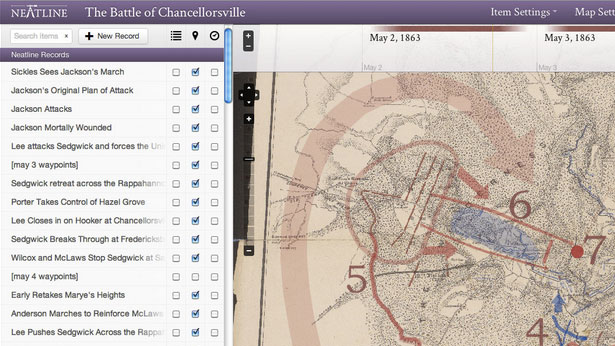 NEATLINE
The Battle of Chancellorsville
Item Settings
Map Sett
Search items ×
New Record
May 2, 1863
May 3, 1863
May 2
May 3
Neatline Records
Sickles Sees Jackson's March
Jackson's Original Plan of Attack
Jackson Attacks
Jackson Mortally Wounded
Lee attacks Sedgwick and forces the Uni
[may 3 waypoints]
Sedgwick retreat across the Rappahanno
Porter Takes Control of Hazel Grove
Lee Closes in on Hooker at Chancellorsvi
Sedgwick Breaks Through at Fredericksb
Wilcox and McLaws Stop Sedgwick at Sa
[may 4 waypoints]
Early Retakes Marye's Heights
Anderson Marches to Reinforce McLaws
Lee Pushes Sedgwick Across the Rappa
6
7
5
4